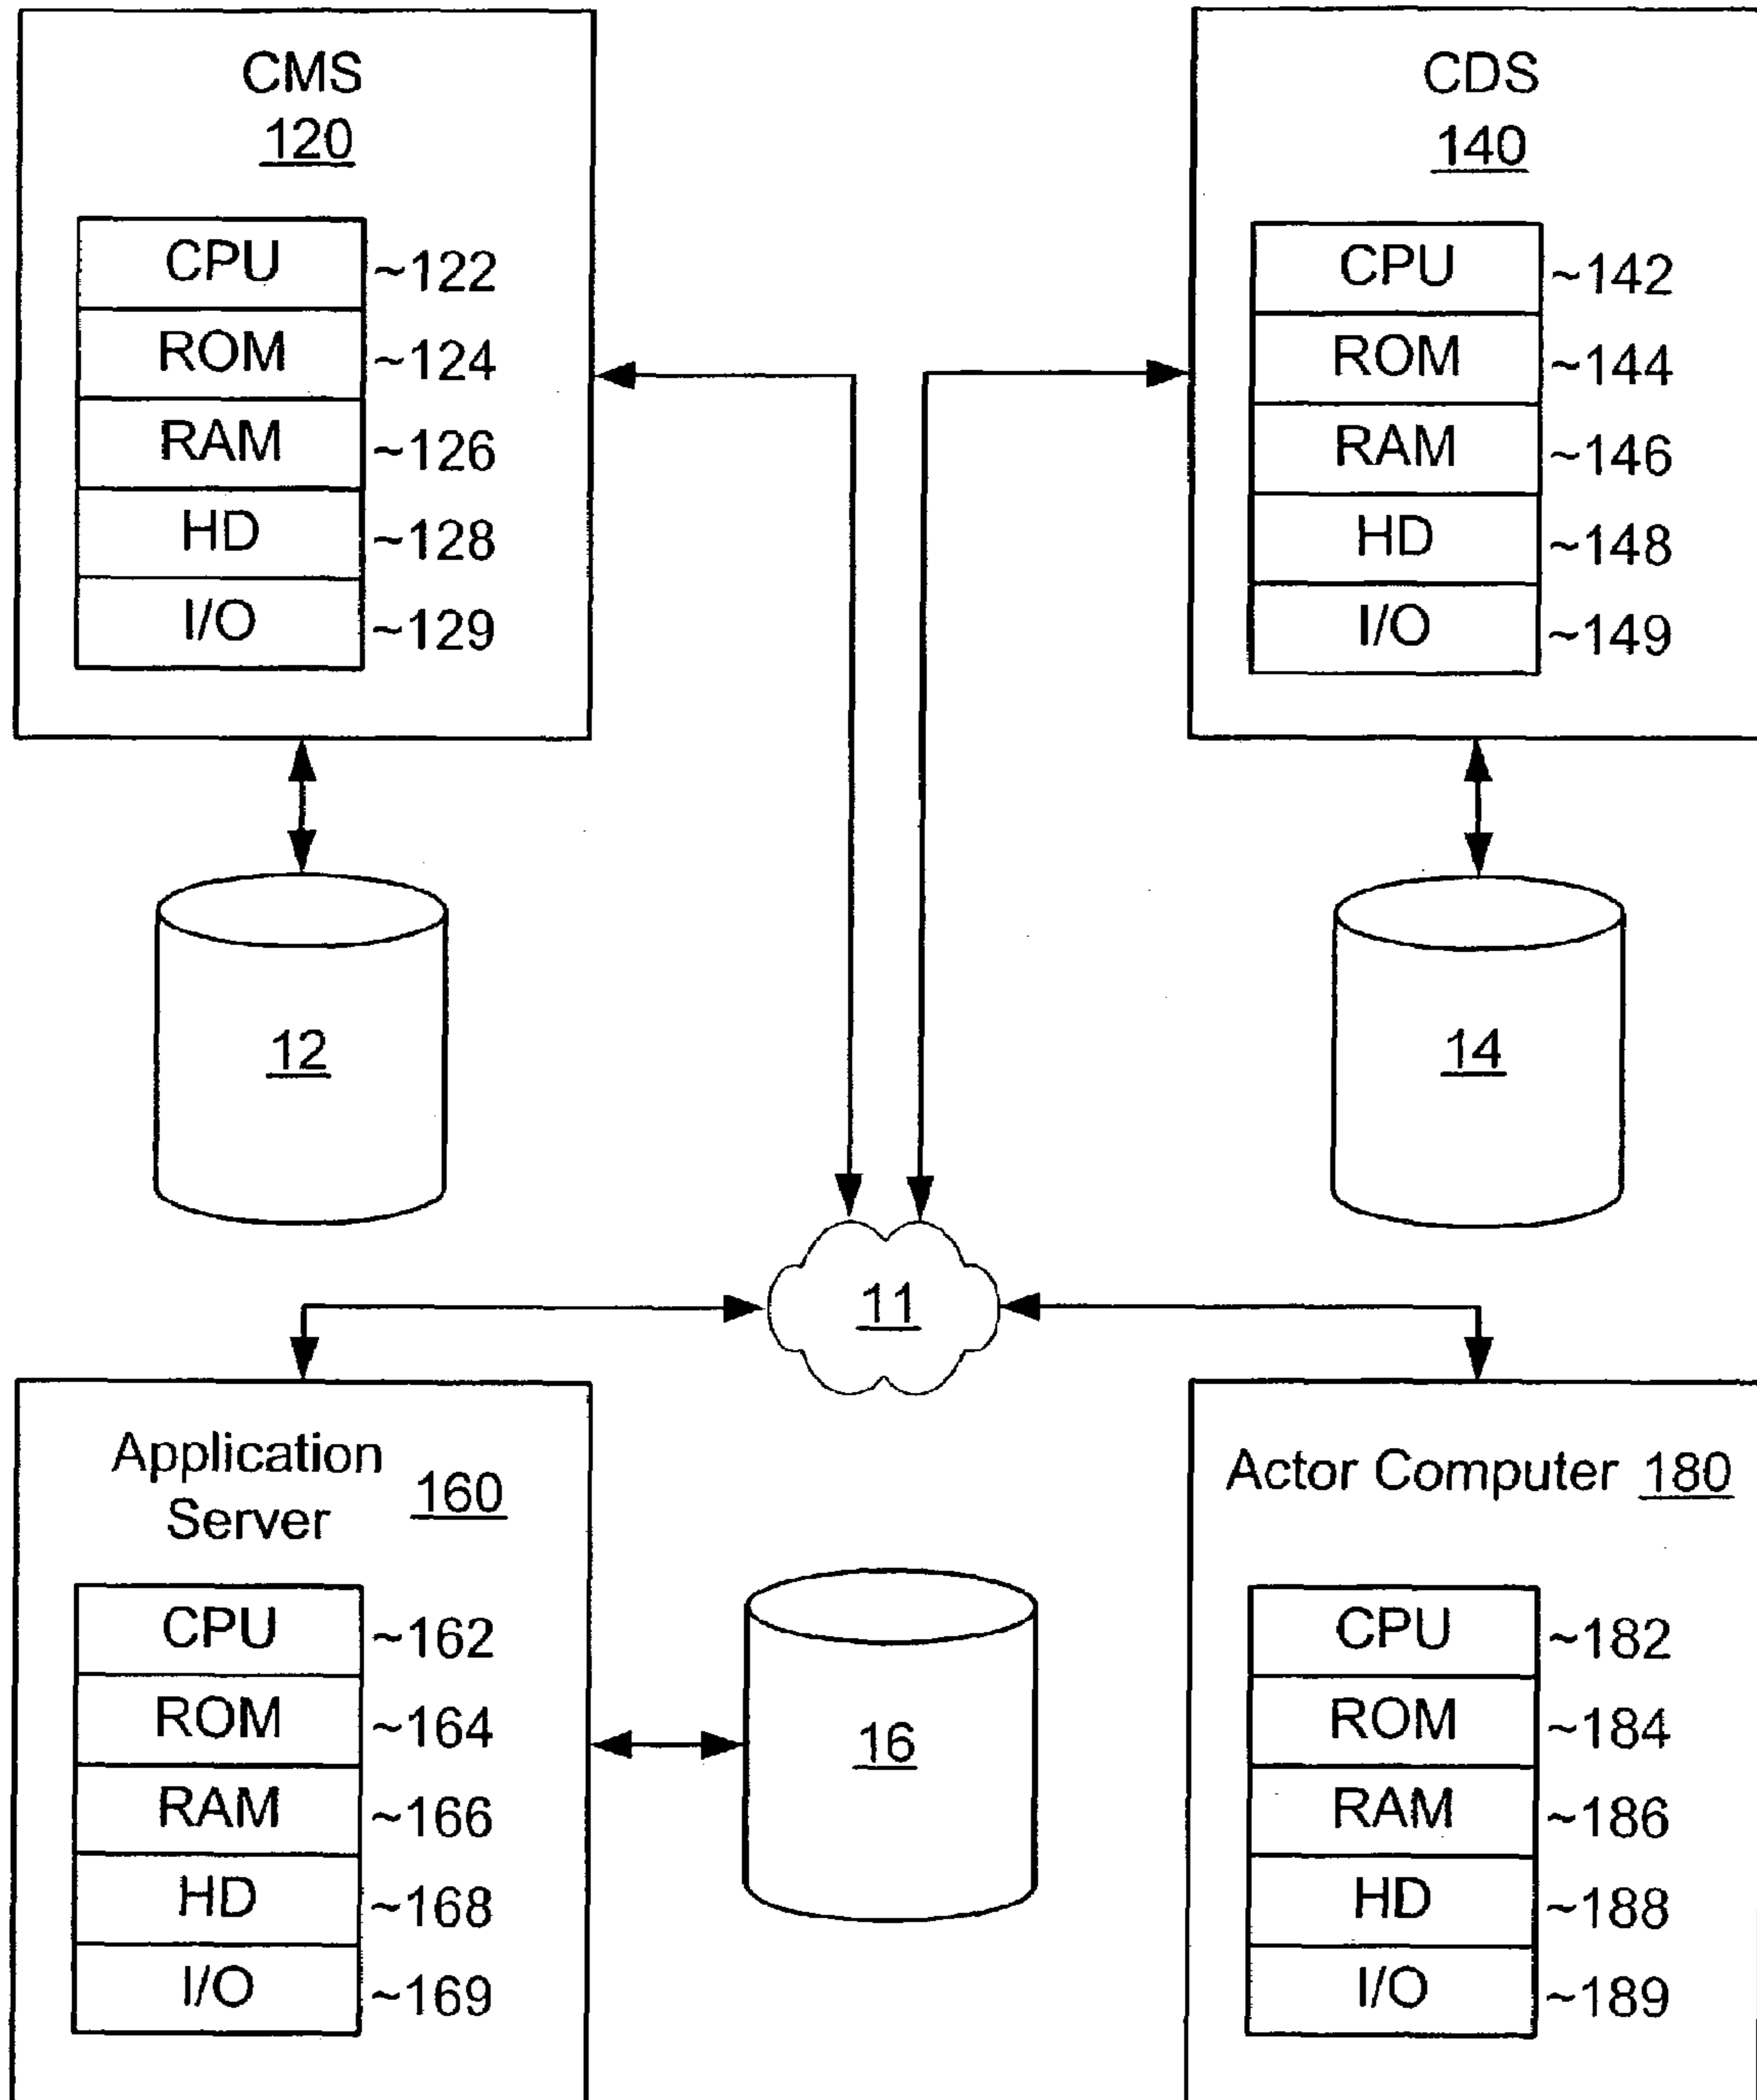 CMS
120
CPU ~122
ROM ~124
RAM ~126
HD ~128
I/O ~129
CDS
140
CPU ~142
ROM ~144
RAM ~146
HD ~148
I/O ~149
12
14
11
Application
Server 160
CPU ~162
ROM ~164
RAM ~166
HD ~168
I/O ~169
16
Actor Computer 180
CPU ~182
ROM ~184
RAM ~186
HD ~188
I/O ~189